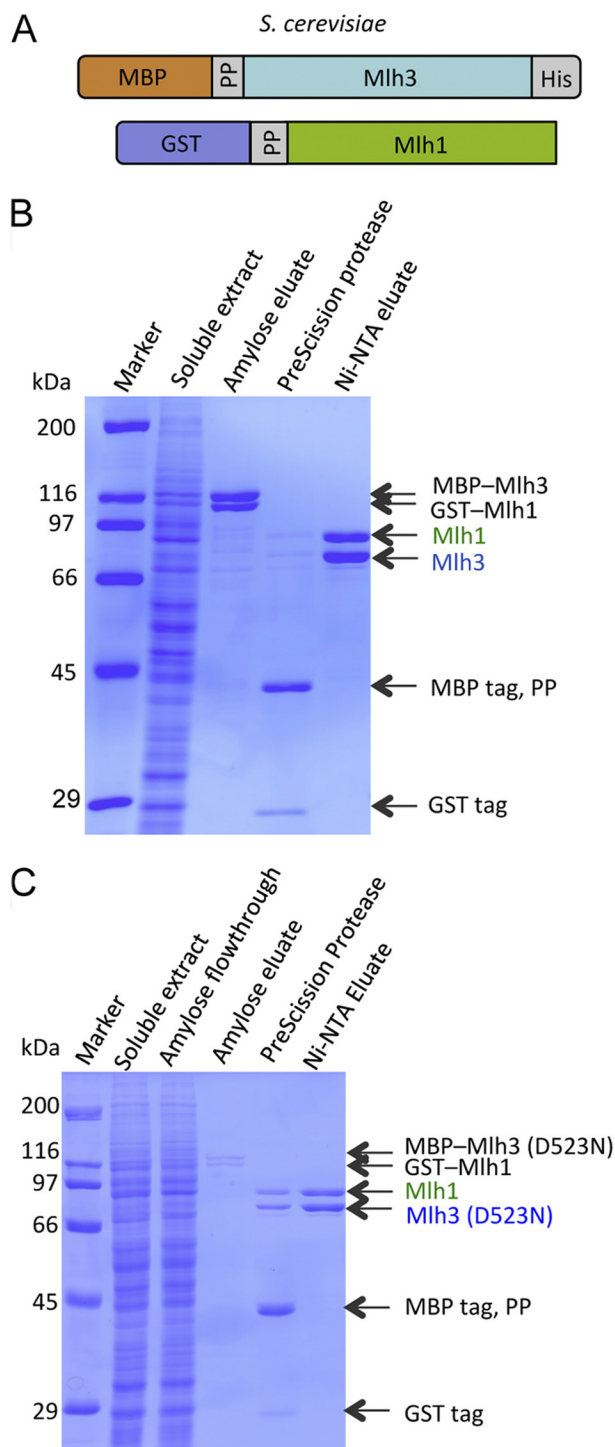 A
S. cerevisiae
MBP PP Mlh3 His
GST PP Mlh1
B
kDa
Marker
Soluble extract
Amylose eluate
PreScission protease
Ni-NTA eluate
200
116
97
66
45
29
MBP–Mlh3
GST–Mlh1
Mlh1
Mlh3
MBP tag, PP
GST tag
C
kDa
Marker
Soluble extract
Amylose flowthrough
Amylose eluate
PreScission Protease
Ni-NTA Eluate
200
116
97
66
45
29
MBP–Mlh3 (D523N)
GST–Mlh1
Mlh1
Mlh3 (D523N)
MBP tag, PP
GST tag